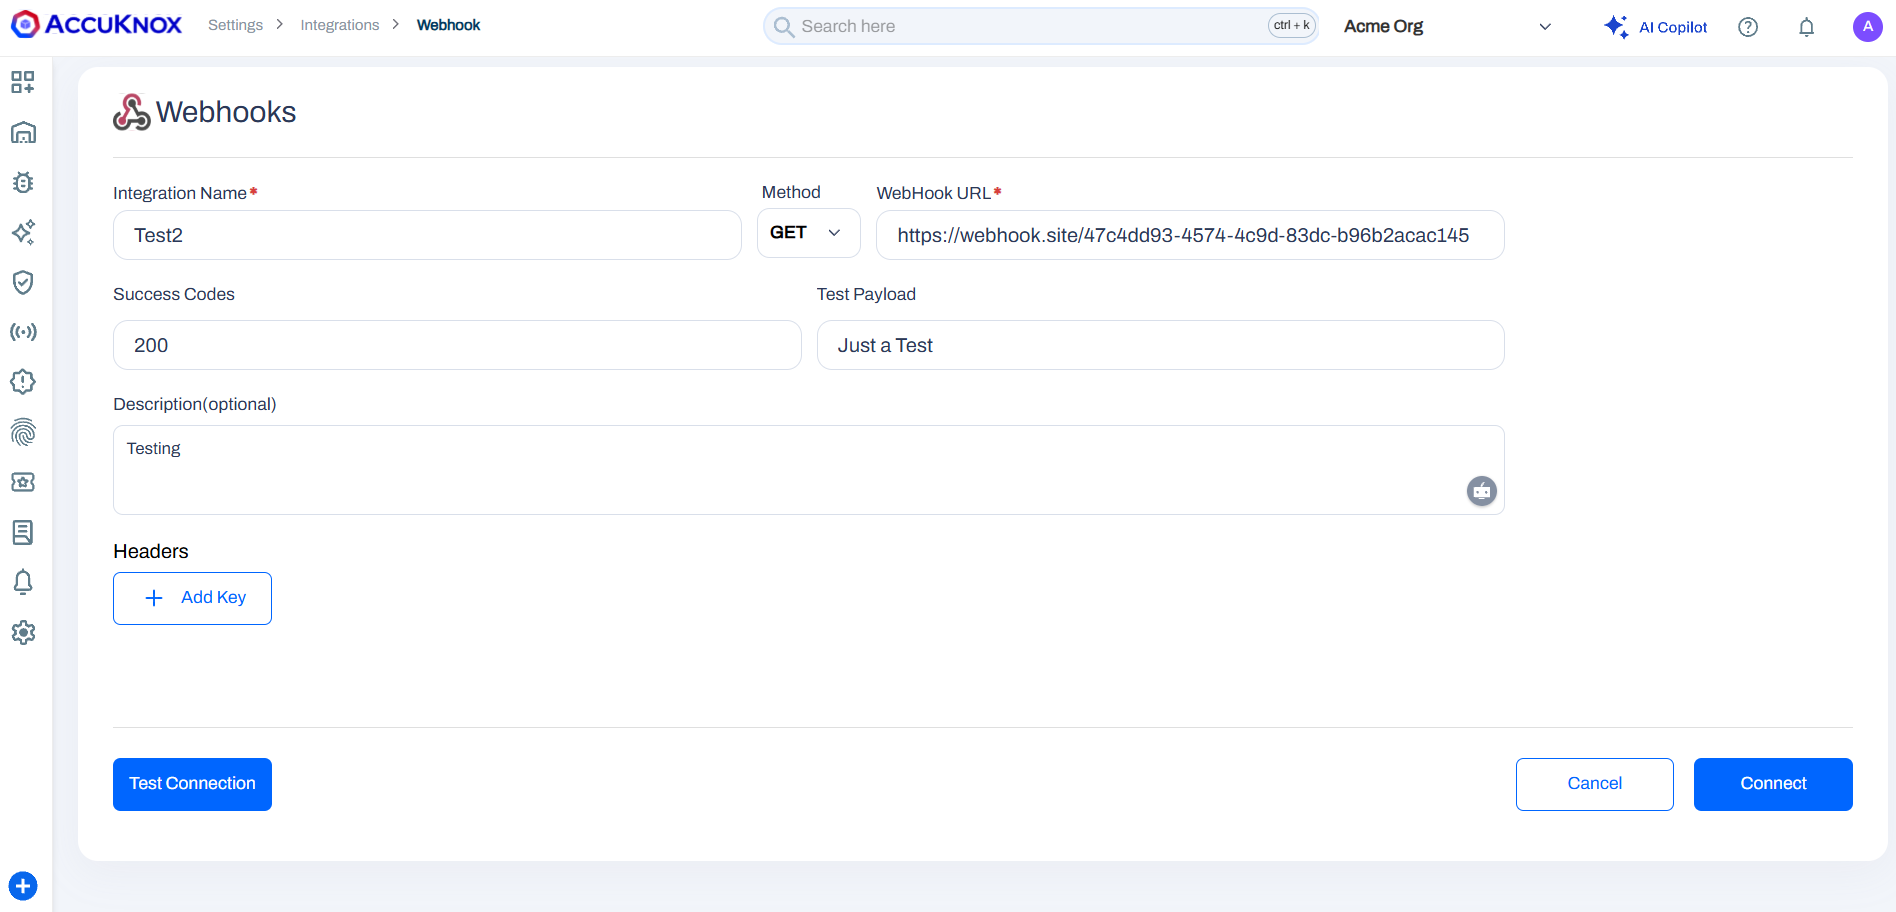 ACCUKNOX Settings Integrations Webhook Search here ctrl + k Acme Org AI Copilot A
Webhooks
Integration Name* Method WebHook URL*
Test2 GET https://webhook.site/47c4dd93-4574-4c9d-83dc-b96b2acac145
Success Codes Test Payload
200 Just a Test
Description(optional)
Testing
Headers
+ Add Key
Test Connection Cancel Connect